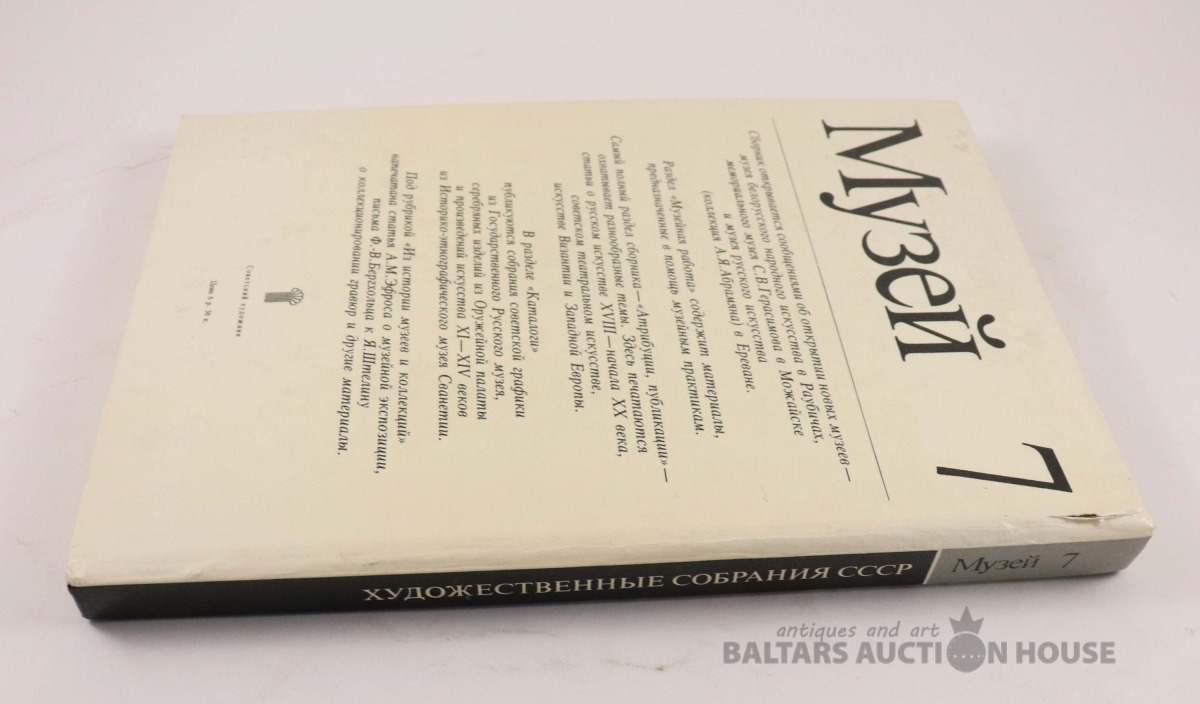 Музей 7
Сборник открывается сообщениями об открытии новых музеев —
музея белорусского народного искусства в Раубичах,
мемориального музея С.В.Герасимова в Можайске
и музея русского искусства
(коллекция А.Я.Абрамяна) в Ереване.
Раздел «Музейная работа» содержит материалы,
предназначенные в помощь музейным практикам.
Самый полный раздел сборника — «Атрибуции, публикации» —
охватывает разнообразные темы. Здесь печатаются
статьи о русском искусстве XVIII — начала XX века,
советском театральном искусстве,
искусстве Византии и Западной Европы.
В разделе «Каталоги»
публикуются собрания советской графики
из Государственного Русского музея,
серебряных изделий из Оружейной палаты
и произведений искусства XI—XIV веков
из Историко-этнографического музея Сванетии.
Под рубрикой «Из истории музеев и коллекций»
напечатана статья А.М.Эфроса о музейной экспозиции,
письма Ф.-В.Бергхольца к Я.Штелину
о коллекционировании гравюр и другие материалы.
Советский художник
Цена 6 р. 36 к.
ХУДОЖЕСТВЕННЫЕ СОБРАНИЯ СССР
Музей 7
antiques and art
BALTARS AUCTION HOUSE